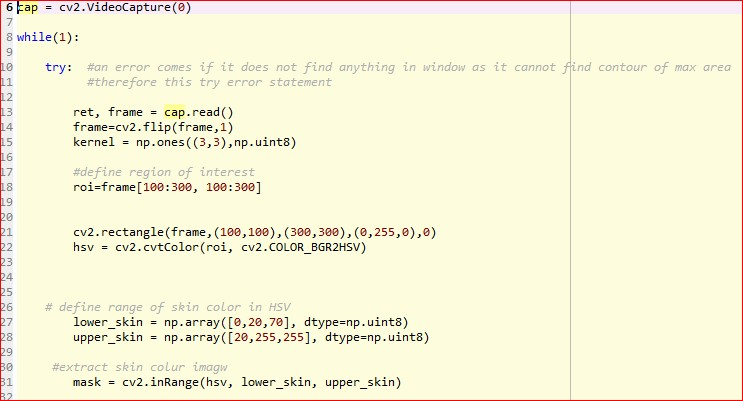 6 cap = cv2.VideoCapture(0)
7
8 while(1):
9
10 try: #an error comes if it does not find anything in window as it cannot find contour of max area
11 #therefore this try error statement
12
13 ret, frame = cap.read()
14 frame=cv2.flip(frame,1)
15 kernel = np.ones((3,3),np.uint8)
16
17 #define region of interest
18 roi=frame[100:300, 100:300]
19
20
21 cv2.rectangle(frame,(100,100),(300,300),(0,255,0),0)
22 hsv = cv2.cvtColor(roi, cv2.COLOR_BGR2HSV)
23
24
25
26 # define range of skin color in HSV
27 lower_skin = np.array([0,20,70], dtype=np.uint8)
28 upper_skin = np.array([20,255,255], dtype=np.uint8)
29
30 #extract skin colur imagw
31 mask = cv2.inRange(hsv, lower_skin, upper_skin)
32